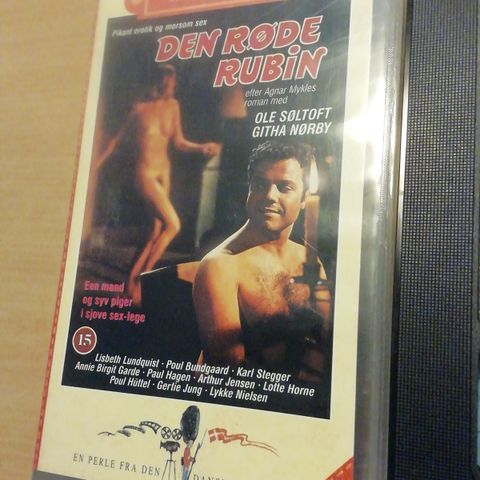 Pikant erotik og morsom sex
DEN RØDE
RUBIN
efter Agnar Mykles
roman med
OLE SØLTOFT
GITHA NØRBY
Een mand
og syv piger
i sjove sex-lege
15
Lisbeth Lundquist · Poul Bundgaard · Karl Stegger
Annie Birgit Garde · Paul Hagen · Arthur Jensen · Lotte Horne
Poul Hüttel · Gertie Jung · Lykke Nielsen
EN PERLE FRA DEN